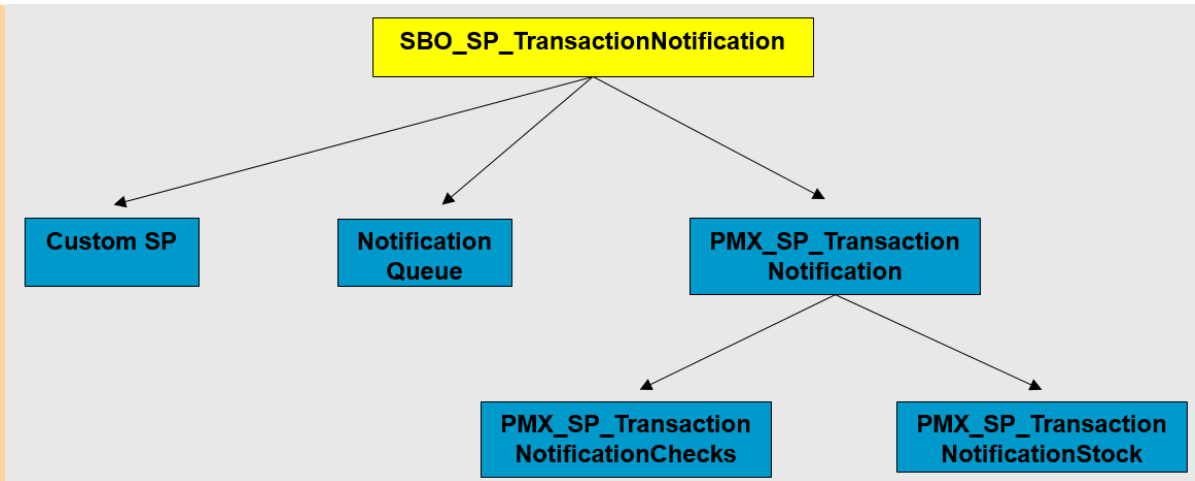 SBO_SP_TransactionNotification
Custom SP
Notification
Queue
PMX_SP_Transaction
Notification
PMX_SP_Transaction
NotificationChecks
PMX_SP_Transaction
NotificationStock